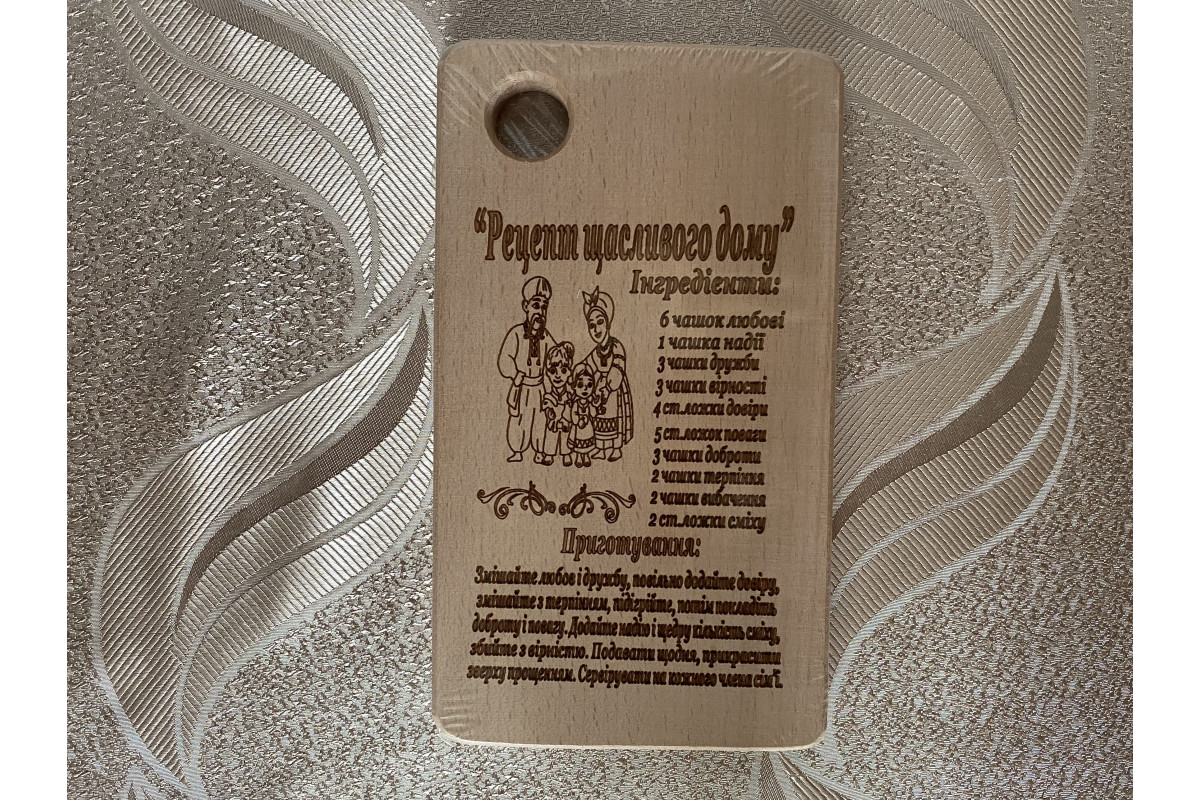 “Рецепт щасливого дому”
Інгредієнти:
6 чашок любові
1 чашка надії
3 чашки дружби
3 чашки вірності
4 ст.ложки довіри
5 ст.ложок поваги
3 чашки доброти
2 чашки терпіння
2 чашки вибачення
2 ст.ложки сміху
Приготування:
Змішайте любов і дружбу, повільно додайте довіру,
змішайте з терпінням, підігрійте, потім покладіть
доброту і повагу. Додайте надію і щедру кількість сміху,
збийте з вірністю. Подавати щодня, прикрасити
зверху прощенням. Сервірувати на кожного члена сім'ї.